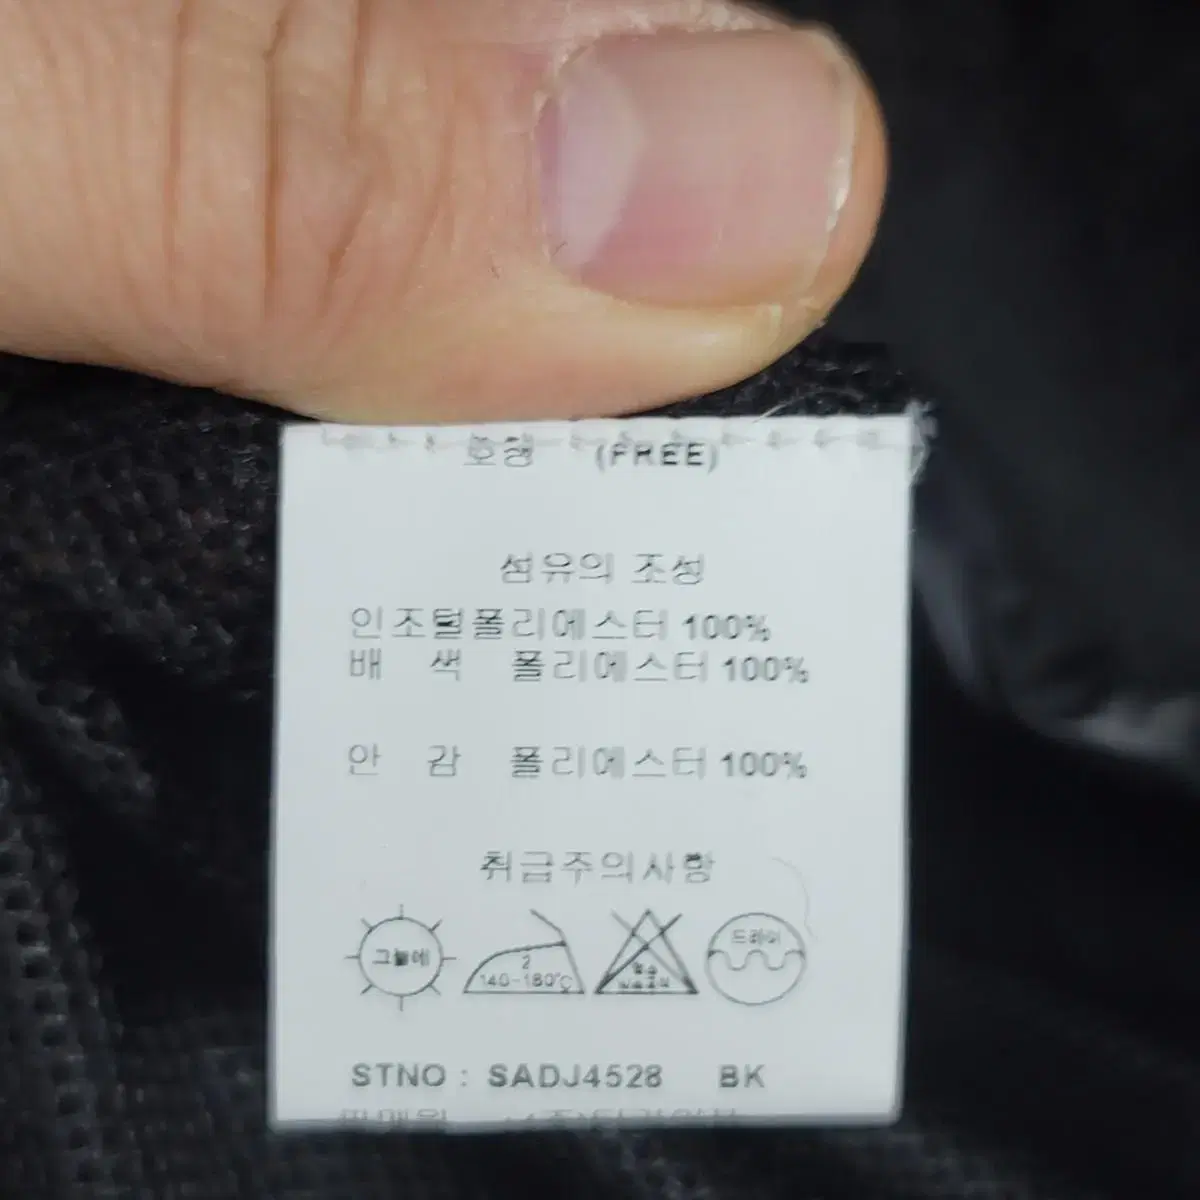 호칭 (FREE)
섬유의 조성
인조털폴리에스터 100%
배 색 폴리에스터 100%
안 감 폴리에스터 100%
취급주의사항
그늘에
2
140~160℃
드라이
STNO : SADJ4528 BK